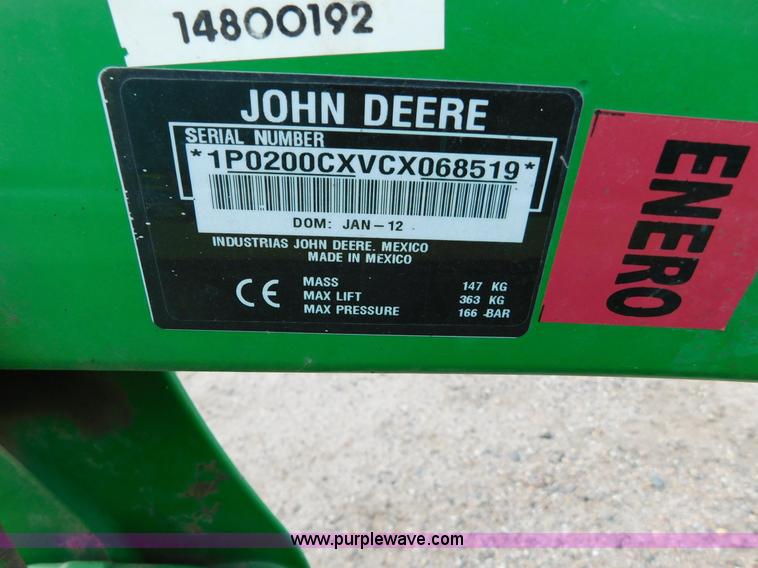 14800192
JOHN DEERE
SERIAL NUMBER
*1P0200CXVCX068519*
DOM: JAN-12
INDUSTRIAS JOHN DEERE. MEXICO
MADE IN MEXICO
CE
MASS 147 KG
MAX LIFT 363 KG
MAX PRESSURE 166 BAR
ENERO
www.purplewave.com